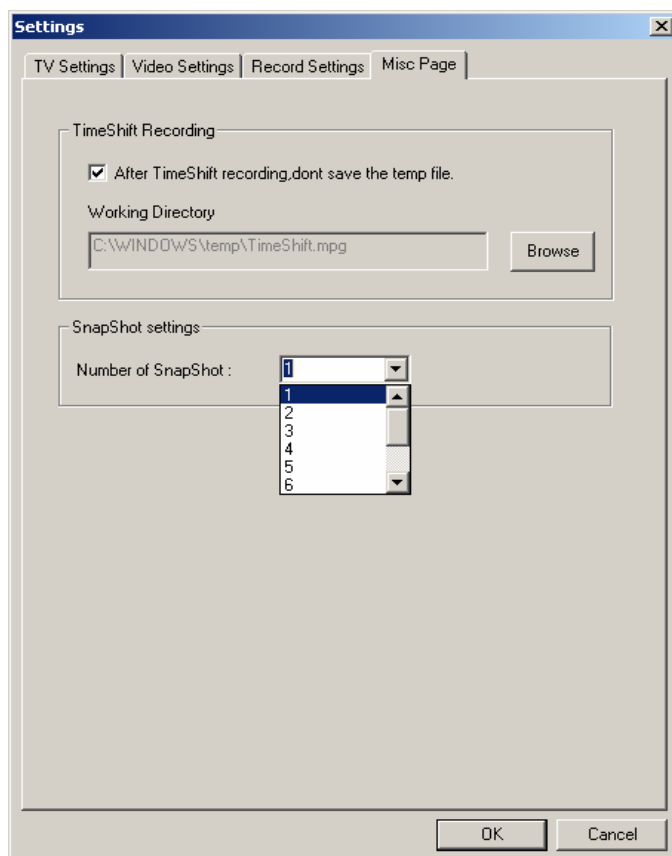 Settings
TV Settings Video Settings Record Settings Misc Page
TimeShift Recording
After TimeShift recording,dont save the temp file.
Working Directory
C:\WINDOWS\temp\TimeShift.mpg
Browse
SnapShot settings
Number of SnapShot : 1
1
2
3
4
5
6
OK Cancel